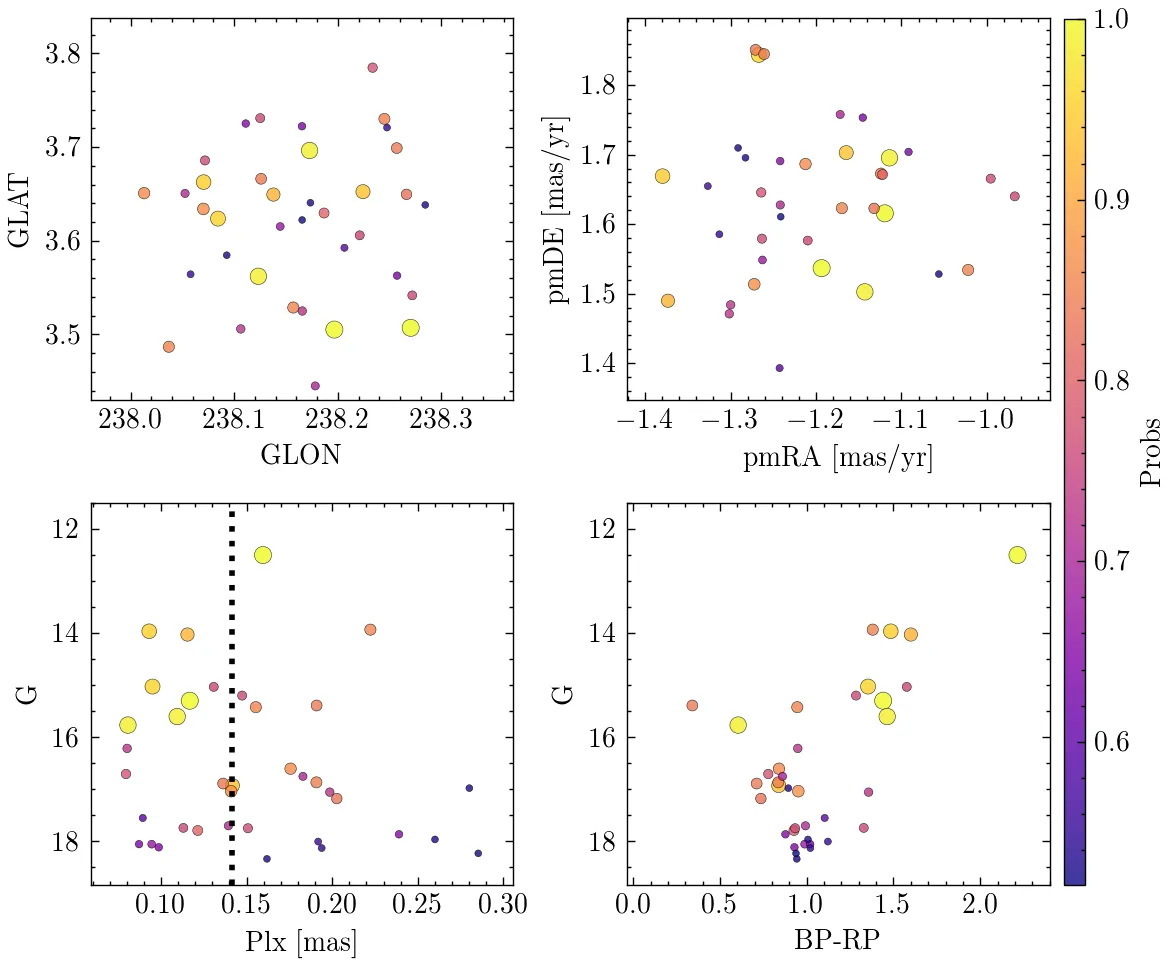 3.8
3.7
3.6
3.5
GLAT
238.0 238.1 238.2 238.3
GLON
1.8
1.7
1.6
1.5
1.4
pmDE [mas/yr]
−1.4 −1.3 −1.2 −1.1 −1.0
pmRA [mas/yr]
12
14
16
18
G
0.10 0.15 0.20 0.25 0.30
Plx [mas]
12
14
16
18
G
0.0 0.5 1.0 1.5 2.0
BP-RP
1.0
0.9
0.8
0.7
0.6
Probs